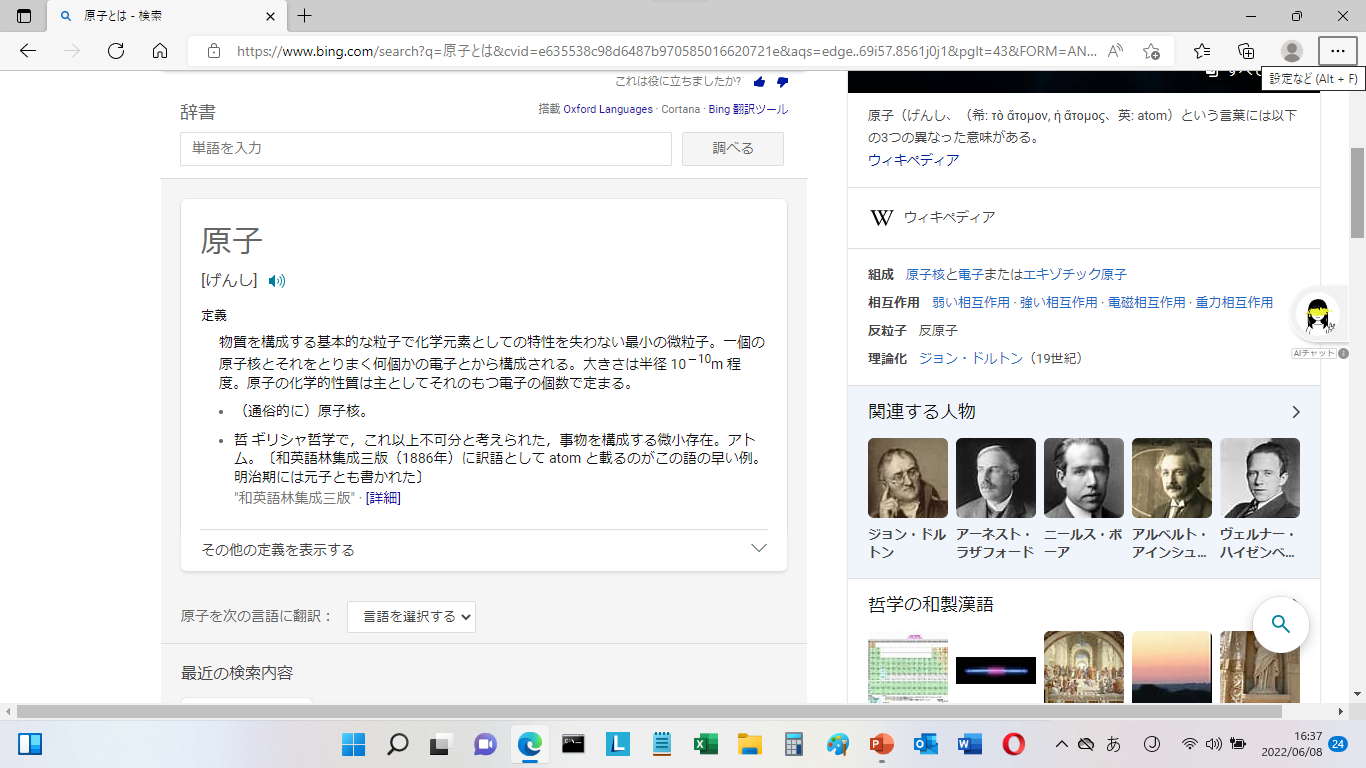 原子とは - 検索
https://www.bing.com/search?q=原子とは&cvid=e635538c98d6487b970585016620721e&aqs=edge..69i57.8561j0j1&pglt=43&FORM=AN...
設定など (Alt + F)
これは役に立ちましたか?
辞書
搭載 Oxford Languages · Cortana · Bing 翻訳ツール
単語を入力
調べる
原子
[げんし]
定義
物質を構成する基本的な粒子で化学元素としての特性を失わない最小の微粒子。一個の
原子核とそれをとりまく何個かの電子とから構成される。大きさは半径 10⁻¹⁰m 程
度。原子の化学的性質は主としてそれのもつ電子の個数で定まる。
• （通俗的に）原子核。
• 哲 ギリシャ哲学で，これ以上不可分と考えられた，事物を構成する微小存在。アト
ム。〔和英語林集成三版（1886年）に訳語として atom と載るのがこの語の早い例。
明治期には元子とも書かれた〕
"和英語林集成三版" · [詳細]
その他の定義を表示する
原子を次の言語に翻訳：
言語を選択する
最近の検索内容
原子（げんし、（希: τὸ ἄτομον, ἡ ἄτομος、英: atom）という言葉には以下
の3つの異なった意味がある。
ウィキペディア
W ウィキペディア
組成 原子核と電子またはエキゾチック原子
相互作用 弱い相互作用 · 強い相互作用 · 電磁相互作用 · 重力相互作用
反粒子 反原子
理論化 ジョン・ドルトン（19世紀）
AIチャット
関連する人物
ジョン・ドル
トン
アーネスト・
ラザフォード
ニールス・ボ
ーア
アルベルト・
アインシュ...
ヴェルナー・
ハイゼンベ...
哲学の和製漢語
あ
16:37
2022/06/08
24